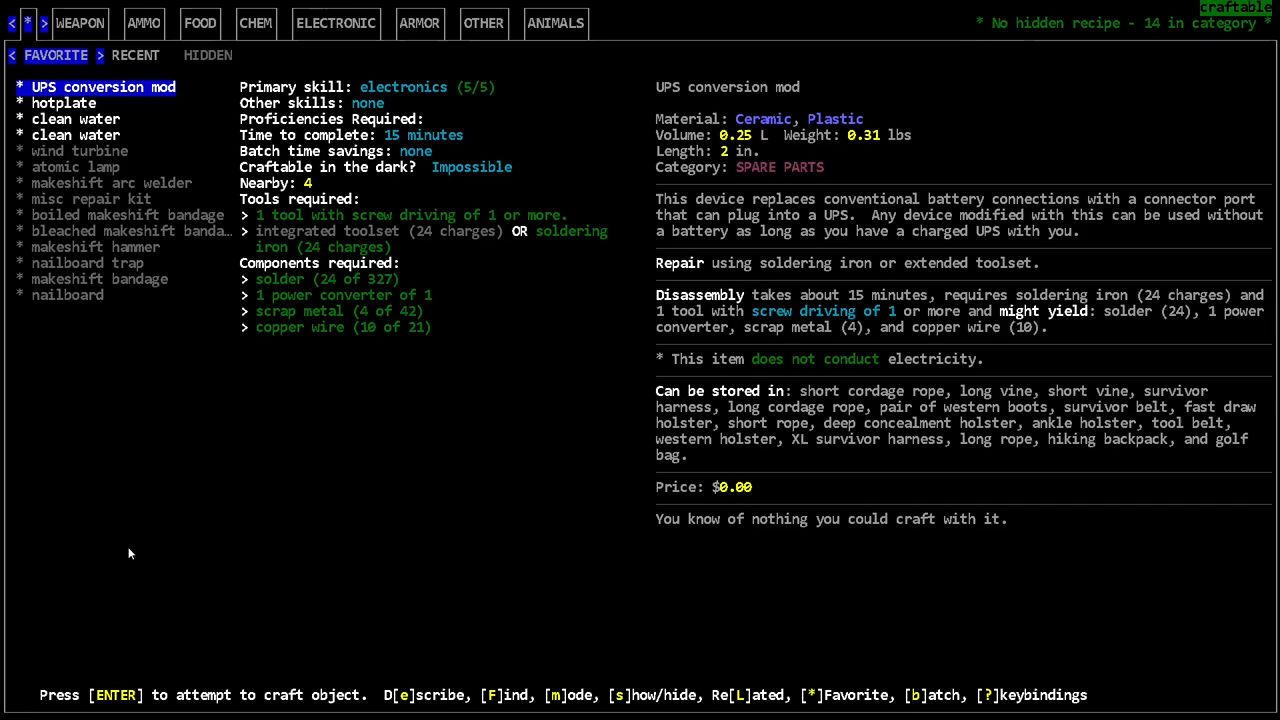 craftable
< * > WEAPON AMMO FOOD CHEM ELECTRONIC ARMOR OTHER ANIMALS
* No hidden recipe - 14 in category *
< FAVORITE > RECENT HIDDEN
* UPS conversion mod
* hotplate
* clean water
* clean water
* wind turbine
* atomic lamp
* makeshift arc welder
* misc repair kit
* boiled makeshift bandage
* bleached makeshift banda…
* makeshift hammer
* nailboard trap
* makeshift bandage
* nailboard
Primary skill: electronics (5/5)
Other skills: none
Proficiencies Required:
Time to complete: 15 minutes
Batch time savings: none
Craftable in the dark? Impossible
Nearby: 4
Tools required:
> 1 tool with screw driving of 1 or more.
> integrated toolset (24 charges) OR soldering
iron (24 charges)
Components required:
> solder (24 of 327)
> 1 power converter of 1
> scrap metal (4 of 42)
> copper wire (10 of 21)
UPS conversion mod
Material: Ceramic, Plastic
Volume: 0.25 L Weight: 0.31 lbs
Length: 2 in.
Category: SPARE PARTS
This device replaces conventional battery connections with a connector port
that can plug into a UPS. Any device modified with this can be used without
a battery as long as you have a charged UPS with you.
Repair using soldering iron or extended toolset.
Disassembly takes about 15 minutes, requires soldering iron (24 charges) and
1 tool with screw driving of 1 or more and might yield: solder (24), 1 power
converter, scrap metal (4), and copper wire (10).
* This item does not conduct electricity.
Can be stored in: short cordage rope, long vine, short vine, survivor
harness, long cordage rope, pair of western boots, survivor belt, fast draw
holster, short rope, deep concealment holster, ankle holster, tool belt,
western holster, XL survivor harness, long rope, hiking backpack, and golf
bag.
Price: $0.00
You know of nothing you could craft with it.
Press [ENTER] to attempt to craft object. D[e]scribe, [F]ind, [m]ode, [s]how/hide, Re[L]ated, [*]Favorite, [b]atch, [?]keybindings